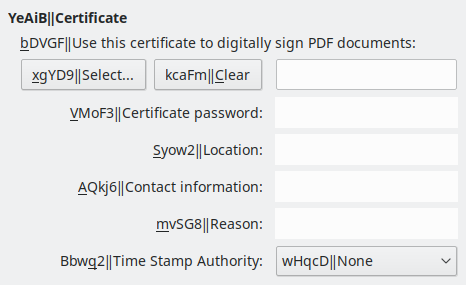 YeAiB‖Certificate
bDVGF‖Use this certificate to digitally sign PDF documents:
xgYD9‖Select... kcaFm‖Clear
VMoF3‖Certificate password:
Syow2‖Location:
AQkj6‖Contact information:
mvSG8‖Reason:
Bbwq2‖Time Stamp Authority: wHqcD‖None